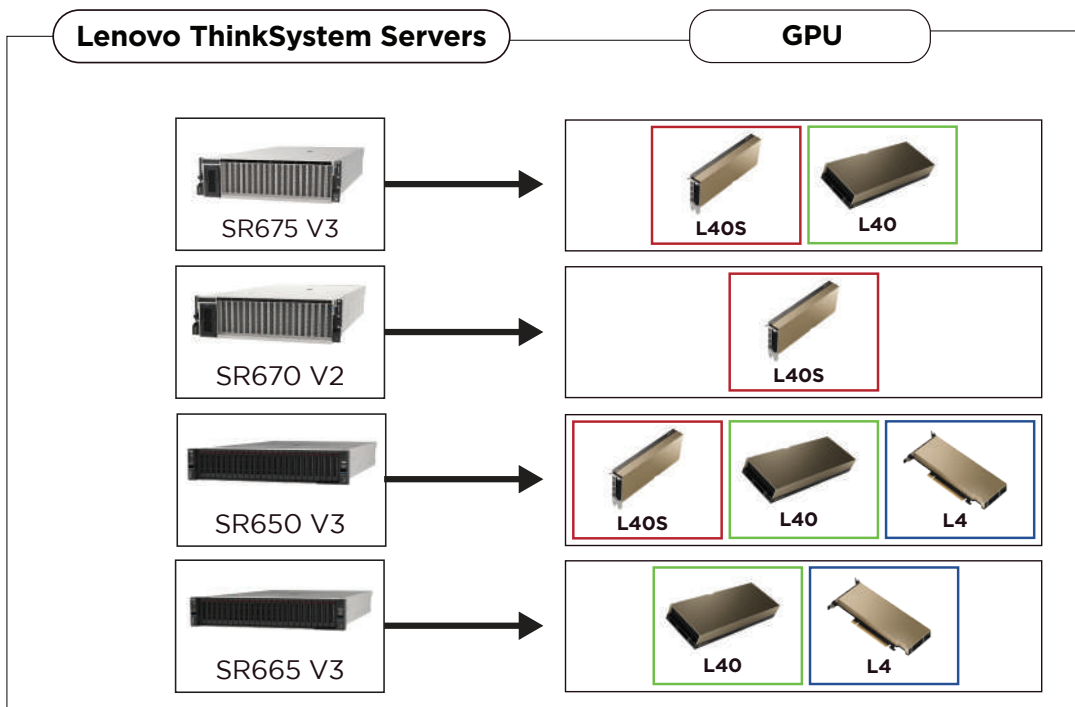 Lenovo ThinkSystem Servers
GPU
SR675 V3
L40S
L40
SR670 V2
L40S
SR650 V3
L40S
L40
L4
SR665 V3
L40
L4